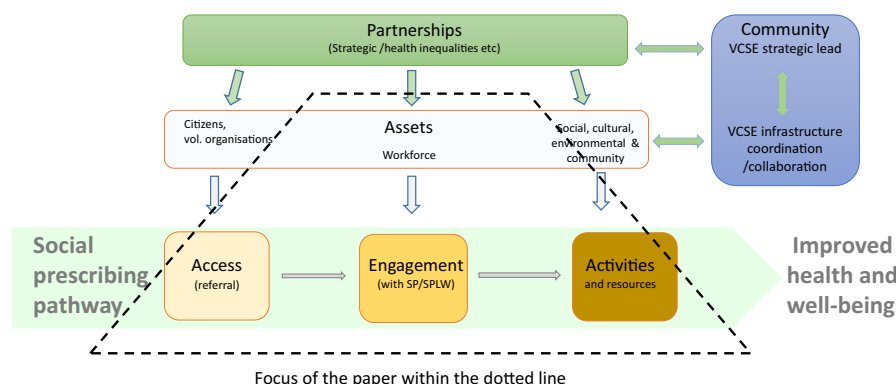 Partnerships
(Strategic /health inequalities etc)
Community
VCSE strategic lead
VCSE infrastructure
coordination
/collaboration
Citizens,
vol. organisations
Assets
Workforce
Social, cultural,
environmental &
community
Social
prescribing
pathway
Access
(referral)
Engagement
(with SP/SPLW)
Activities
and resources
Improved
health and
well-being
Focus of the paper within the dotted line